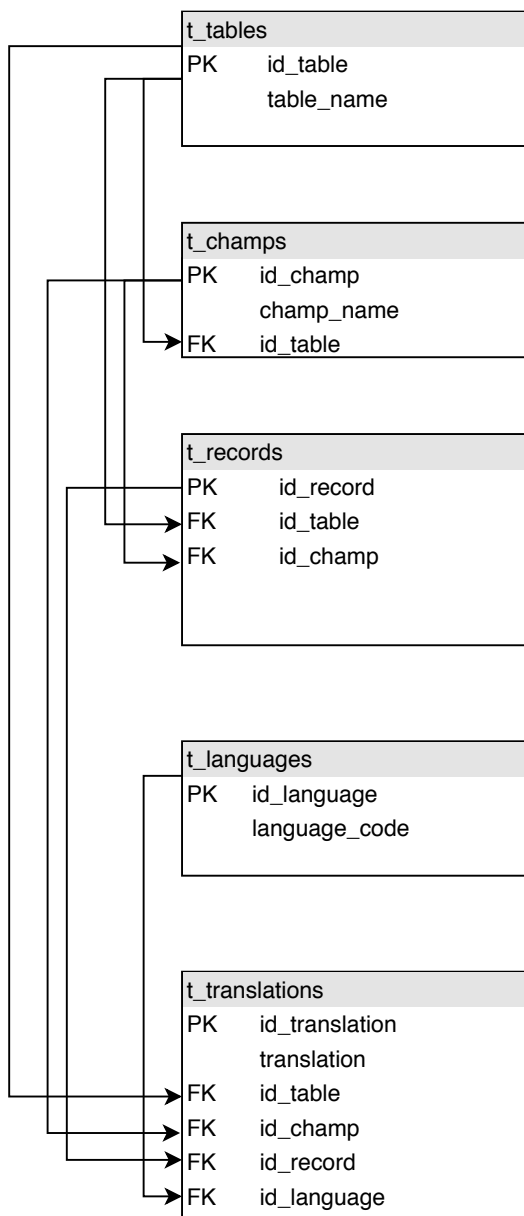 t_tables
PK id_table
table_name
t_champs
PK id_champ
champ_name
FK id_table
t_records
PK id_record
FK id_table
FK id_champ
t_languages
PK id_language
language_code
t_translations
PK id_translation
translation
FK id_table
FK id_champ
FK id_record
FK id_language